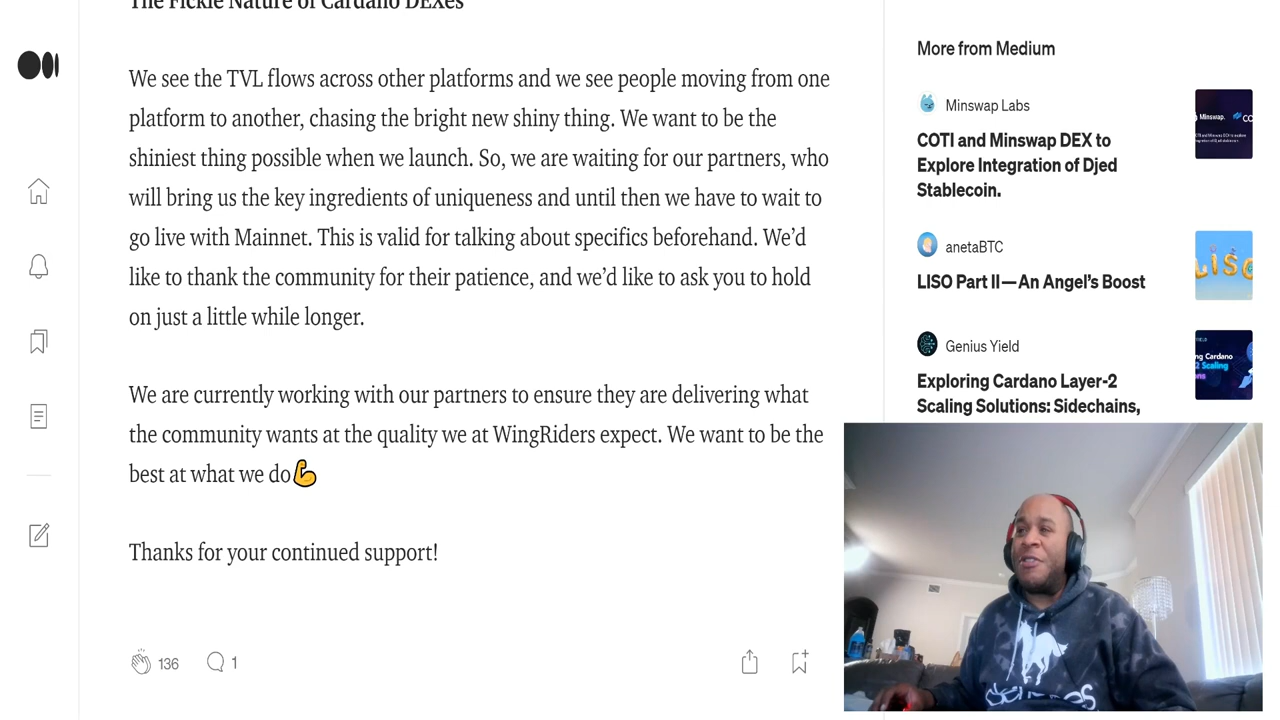 The Fickle Nature of Cardano DEXes
We see the TVL flows across other platforms and we see people moving from one
platform to another, chasing the bright new shiny thing. We want to be the
shiniest thing possible when we launch. So, we are waiting for our partners, who
will bring us the key ingredients of uniqueness and until then we have to wait to
go live with Mainnet. This is valid for talking about specifics beforehand. We’d
like to thank the community for their patience, and we’d like to ask you to hold
on just a little while longer.
We are currently working with our partners to ensure they are delivering what
the community wants at the quality we at WingRiders expect. We want to be the
best at what we do💪
Thanks for your continued support!
136
1
More from Medium
Minswap Labs
COTI and Minswap DEX to
Explore Integration of Djed
Stablecoin.
Minswap.
CO
anetaBTC
LISO Part II—An Angel’s Boost
LISO
Genius Yield
Exploring Cardano Layer-2
Scaling Solutions: Sidechains,
ng Cardano
2 Scaling